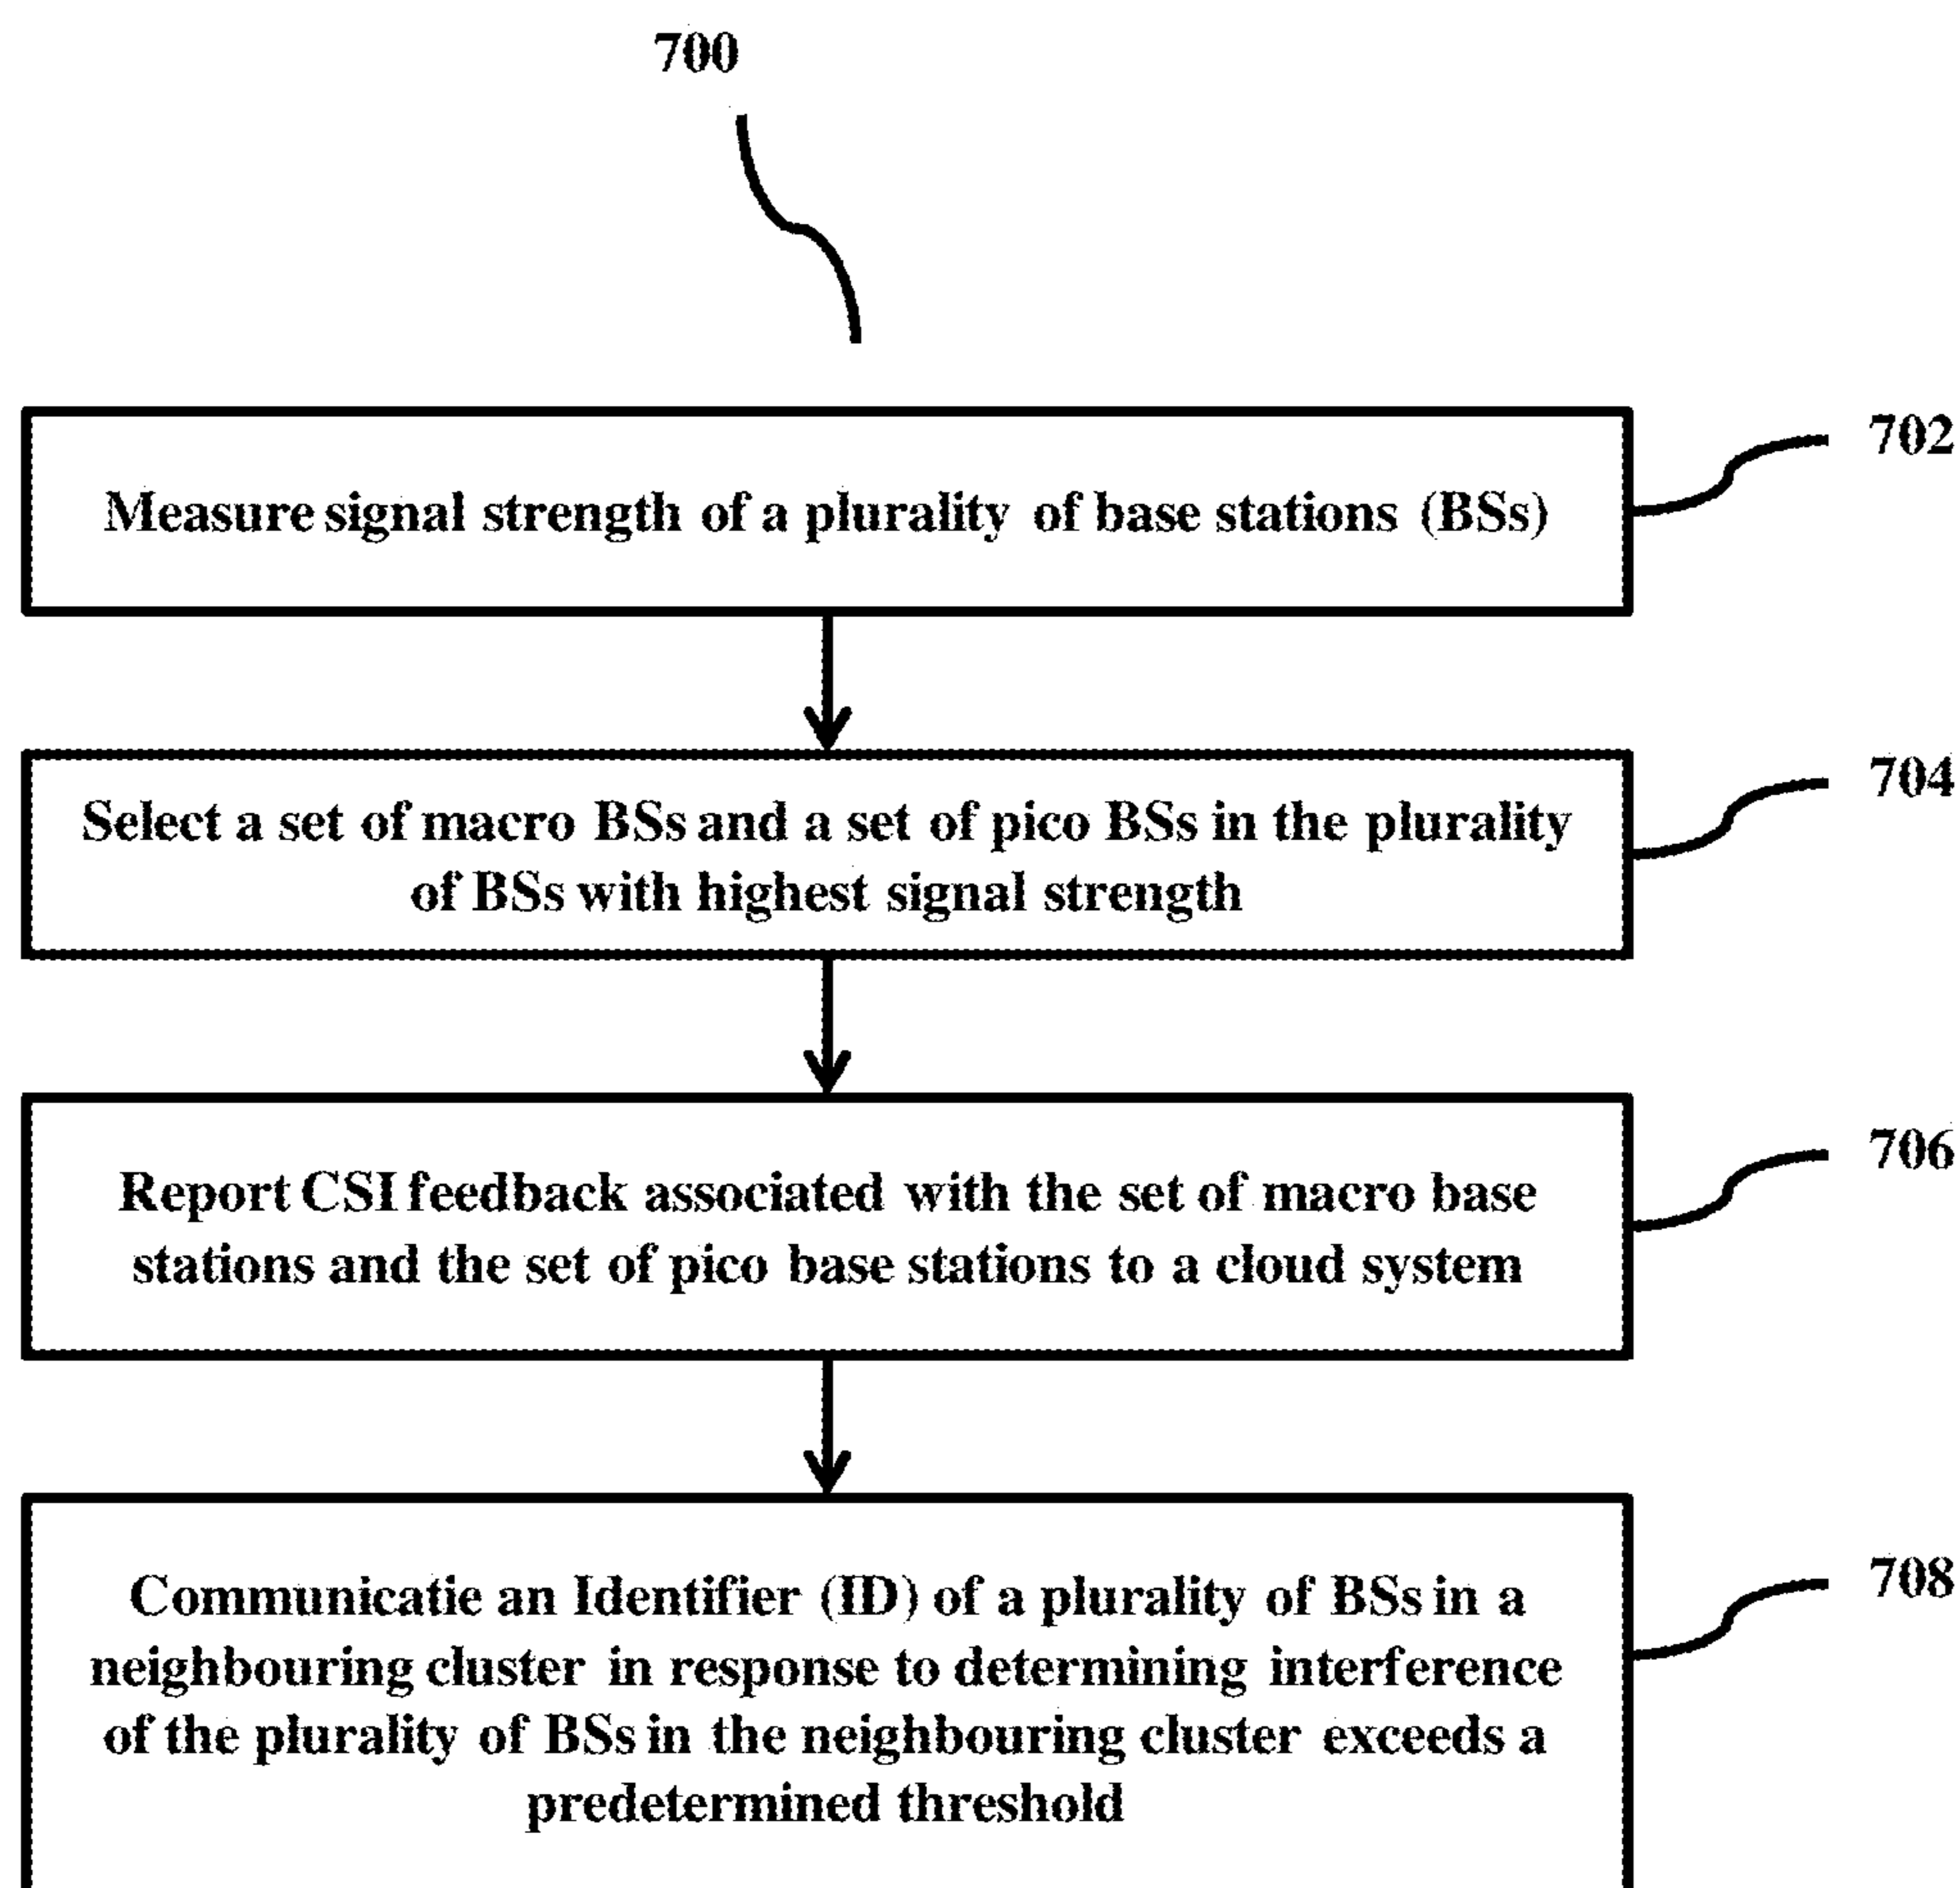 700
Measure signal strength of a plurality of base stations (BSs)
702
Select a set of macro BSs and a set of pico BSs in the plurality
of BSs with highest signal strength
704
Report CSI feedback associated with the set of macro base
stations and the set of pico base stations to a cloud system
706
Communicatie an Identifier (ID) of a plurality of BSs in a
neighbouring cluster in response to determining interference
of the plurality of BSs in the neighbouring cluster exceeds a
predetermined threshold
708